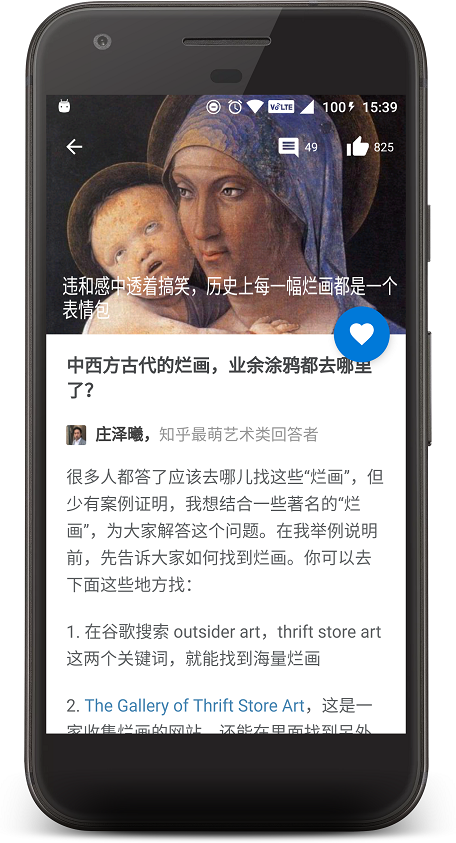 VoLTE 100 15:39
49 825
违和感中透着搞笑，历史上每一幅烂画都是一个
表情包
中西方古代的烂画，业余涂鸦都去哪里
了？
庄泽曦，知乎最萌艺术类回答者
很多人都答了应该去哪儿找这些“烂画”，但
少有案例证明，我想结合一些著名的“烂
画”，为大家解答这个问题。在我举例说明
前，先告诉大家如何找到烂画。你可以去
下面这些地方找：
1. 在谷歌搜索 outsider art，thrift store art
这两个关键词，就能找到海量烂画
2. The Gallery of Thrift Store Art，这是一
家收集烂画的网站，还能在里面找到另外